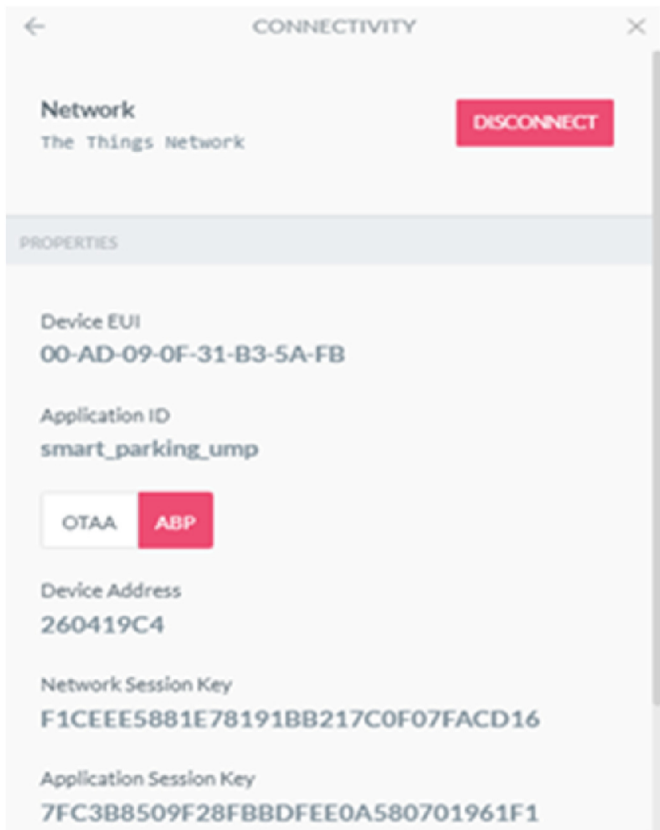 CONNECTIVITY
Network
DISCONNECT
The Things Network
PROPERTIES
Device EUI
00-AD-09-0F-31-B3-5A-FB
Application ID
smart_parking_ump
OTAA ABP
Device Address
260419C4
Network Session Key
F1CEEE5881E78191BB217C0F07FACD16
Application Session Key
7FC3B8509F28FBBDFEE0A580701961F1